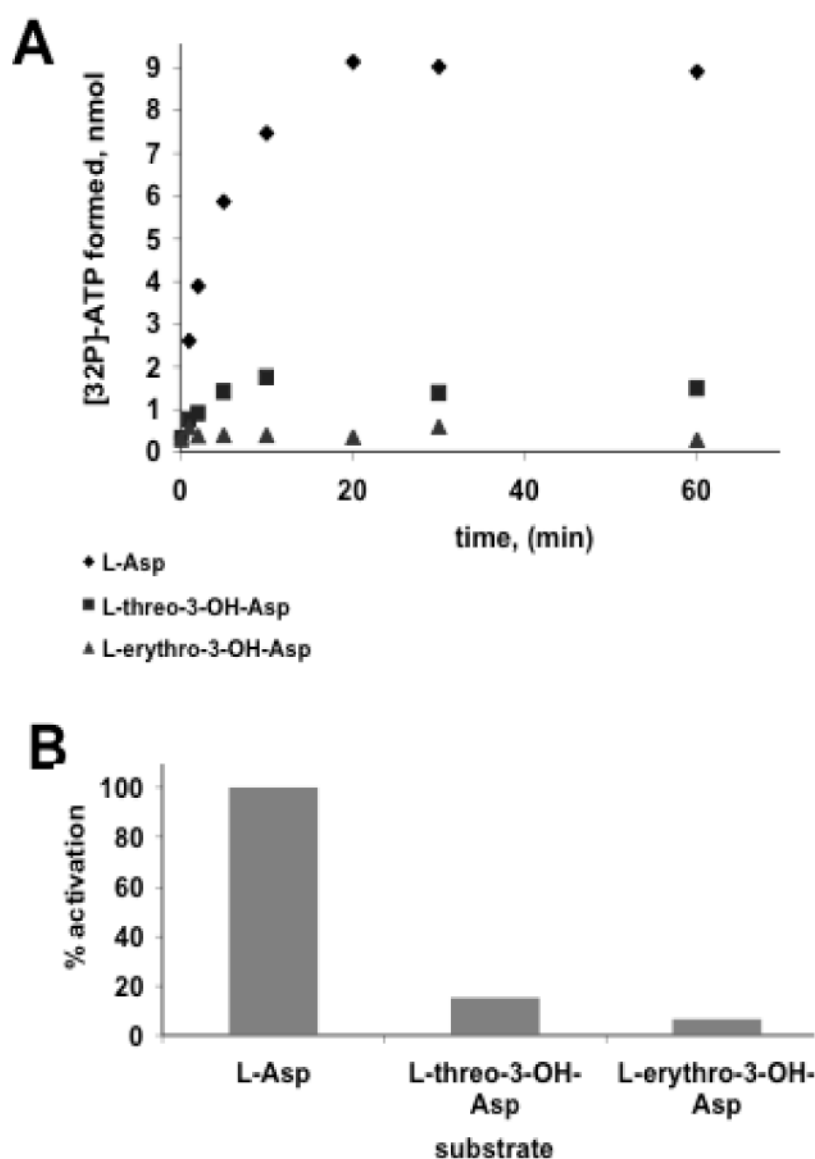 A
[32P]-ATP formed, nmol
9
8
7
6
5
4
3
2
1
0
0 20 40 60
time, (min)
L-Asp
L-threo-3-OH-Asp
L-erythro-3-OH-Asp
B
% activation
100
80
60
40
20
0
L-Asp L-threo-3-OH- L-erythro-3-OH-
Asp Asp
substrate